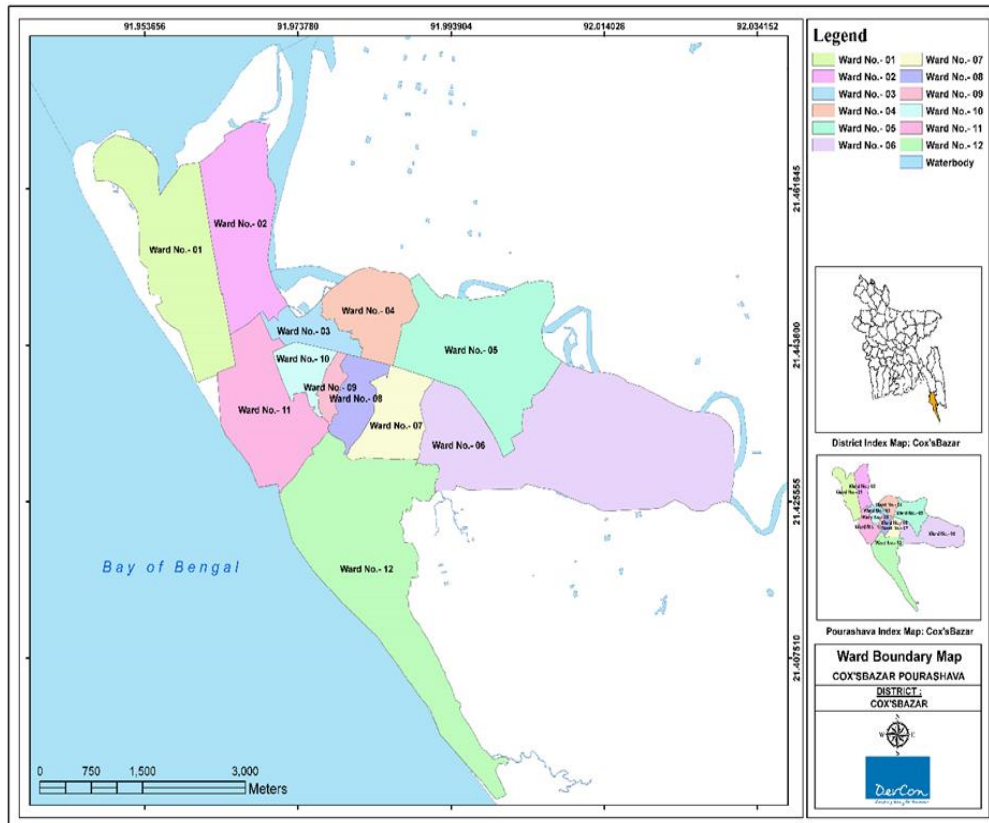 91.953656 91.973780 91.993904 92.014026 92.034152
21.461645
21.443600
21.425555
21.407510
Ward No.- 01
Ward No.- 02
Ward No.- 03
Ward No.- 04
Ward No.- 05
Ward No.- 10
Ward No.- 09
Ward No.- 08
Ward No.- 11
Ward No.- 07
Ward No.- 06
Ward No.- 12
Bay of Bengal
0 750 1,500 3,000
Meters
Legend
Ward No.- 01
Ward No.- 02
Ward No.- 03
Ward No.- 04
Ward No.- 05
Ward No.- 06
Ward No.- 07
Ward No.- 08
Ward No.- 09
Ward No.- 10
Ward No.- 11
Ward No.- 12
Waterbody
District Index Map: Cox'sBazar
Pourashava Index Map: Cox'sBazar
Ward Boundary Map
COX'SBAZAR POURASHAVA
DISTRICT :
COX'SBAZAR
N
W E
S
DevCon